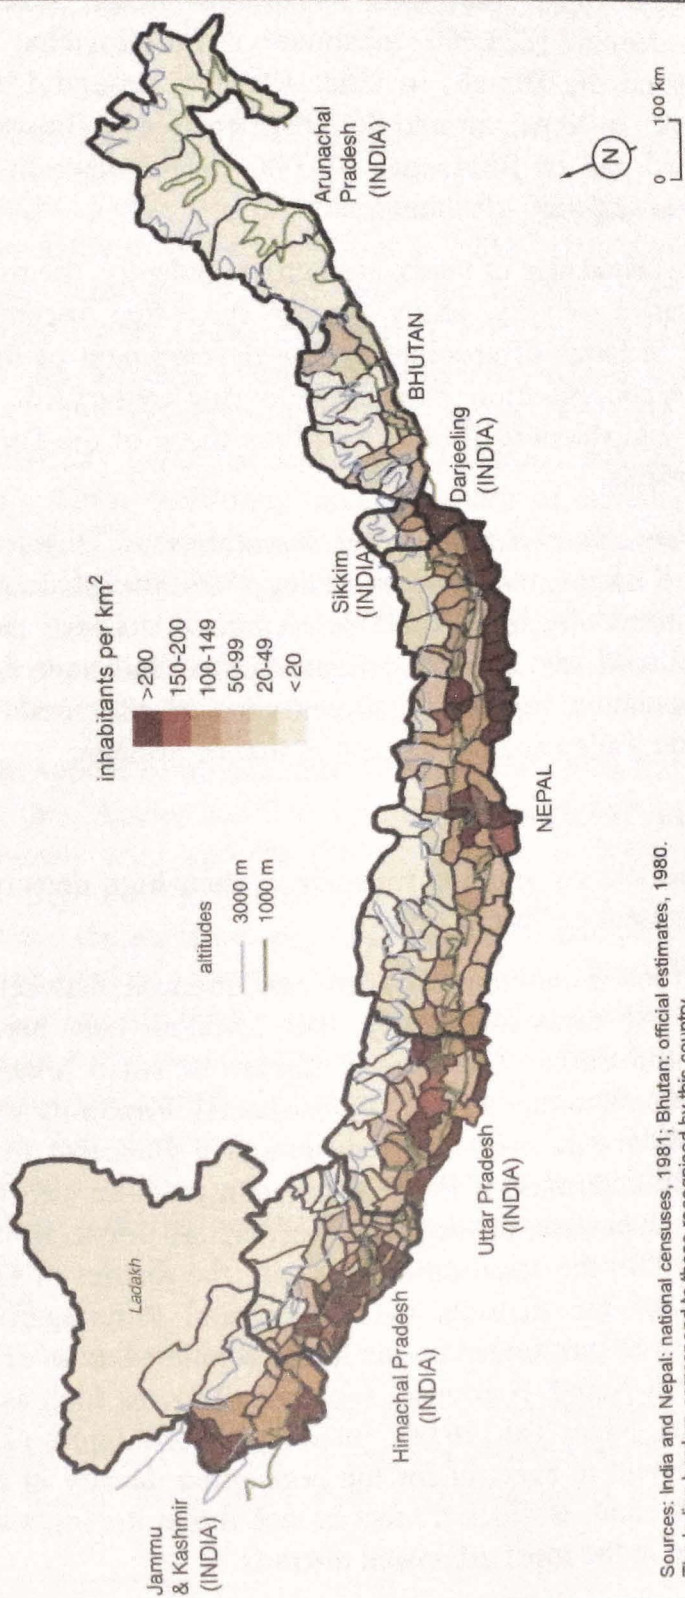 Jammu
& Kashmir
(INDIA)
Ladakh
Himachal Pradesh
(INDIA)
Uttar Pradesh
(INDIA)
altitudes
3000 m
1000 m
inhabitants per km²
>200
150-200
100-149
50-99
20-49
<20
NEPAL
Sikkim
(INDIA)
Darjeeling
(INDIA)
BHUTAN
Arunachal
Pradesh
(INDIA)
N
0 100 km
Sources: India and Nepal: national censuses, 1981; Bhutan: official estimates, 1980.